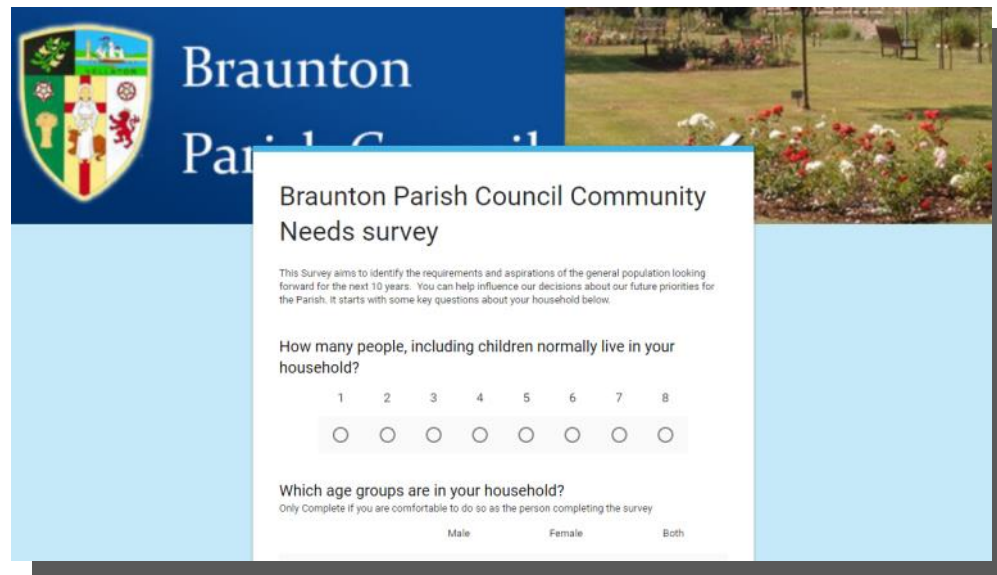 VELLATOR
Braunton
Parish Council
Braunton Parish Council Community
Needs survey
This Survey aims to identify the requirements and aspirations of the general population looking
forward for the next 10 years. You can help influence our decisions about our future priorities for
the Parish. It starts with some key questions about your household below.
How many people, including children normally live in your
household?
1 2 3 4 5 6 7 8
Which age groups are in your household?
Only Complete if you are comfortable to do so as the person completing the survey
Male Female Both